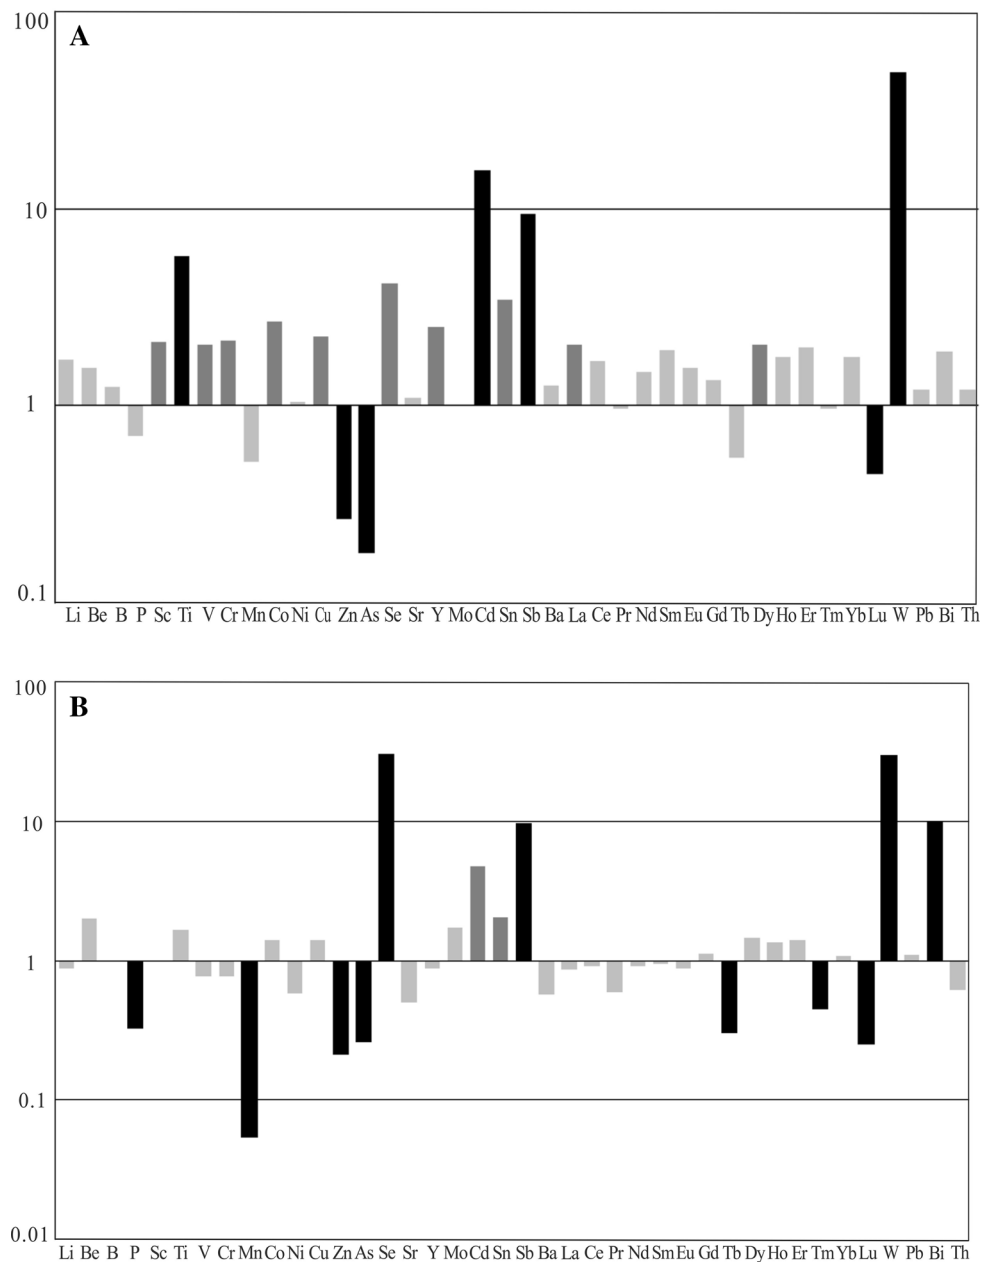 100
A
10
1
0.1
Li Be B P Sc Ti V Cr Mn Co Ni Cu Zn As Se Sr Y Mo Cd Sn Sb Ba La Ce Pr Nd Sm Eu Gd Tb Dy Ho Er Tm Yb Lu W Pb Bi Th
100
B
10
1
0.1
0.01
Li Be B P Sc Ti V Cr Mn Co Ni Cu Zn As Se Sr Y Mo Cd Sn Sb Ba La Ce Pr Nd Sm Eu Gd Tb Dy Ho Er Tm Yb Lu W Pb Bi Th